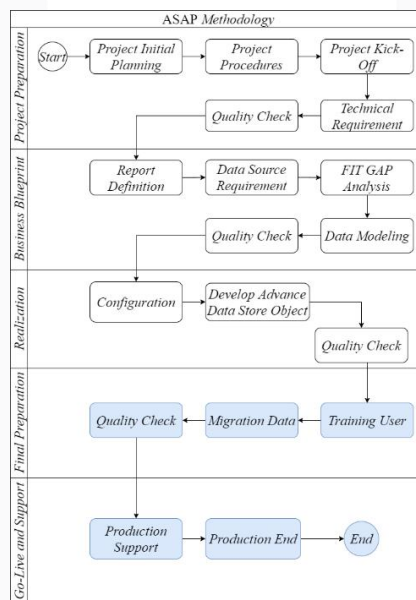 ASAP Methodology
Project Preparation
Start
Project Initial
Planning
Project
Procedures
Project Kick-
Off
Technical
Requirement
Quality Check
Business Blueprint
Report
Definition
Data Source
Requirement
FIT GAP
Analysis
Data Modeling
Quality Check
Realization
Configuration
Develop Advance
Data Store Object
Quality Check
Final Preparation
Training User
Migration Data
Quality Check
Go-Live and Support
Production
Support
Production End
End